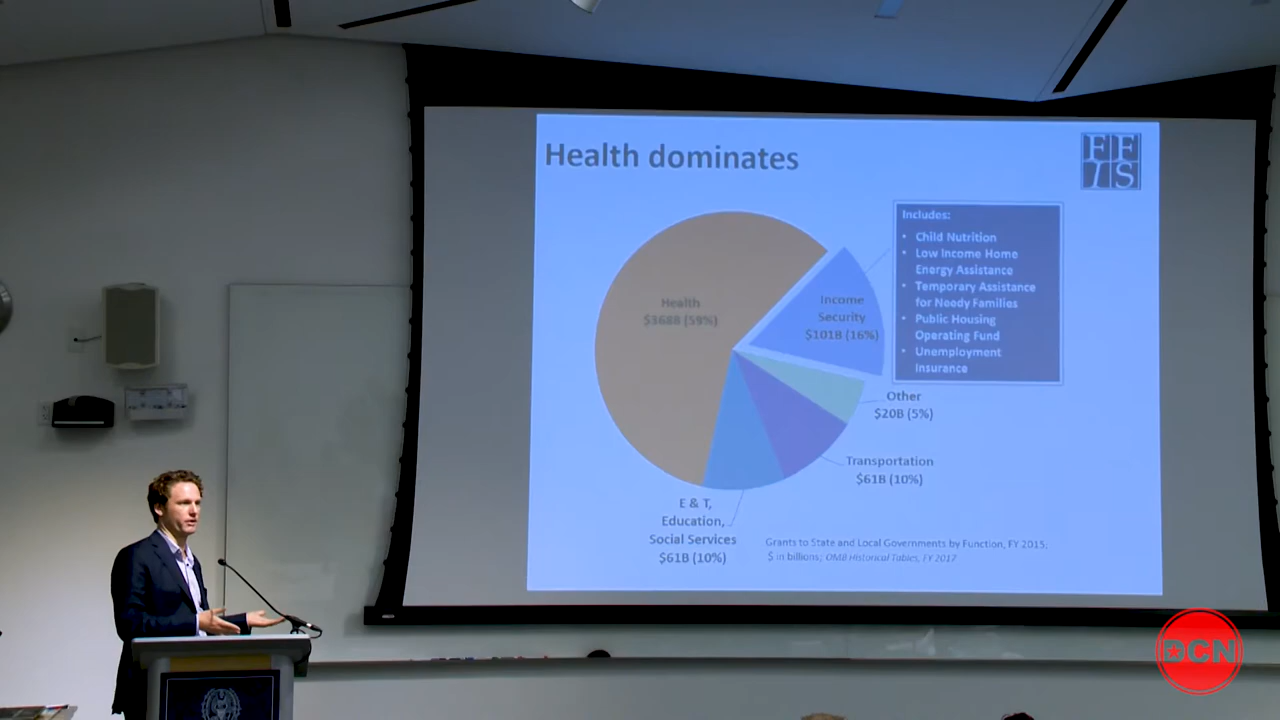 Health dominates
FF
IS
Includes:
• Child Nutrition
• Low Income Home
Energy Assistance
• Temporary Assistance
for Needy Families
• Public Housing
Operating Fund
• Unemployment
Insurance
Health
$368B (59%)
Income
Security
$101B (16%)
Other
$20B (5%)
Transportation
$61B (10%)
E & T,
Education,
Social Services
$61B (10%)
Grants to State and Local Governments by Function, FY 2015;
$ in billions; OMB Historical Tables, FY 2017
DCN